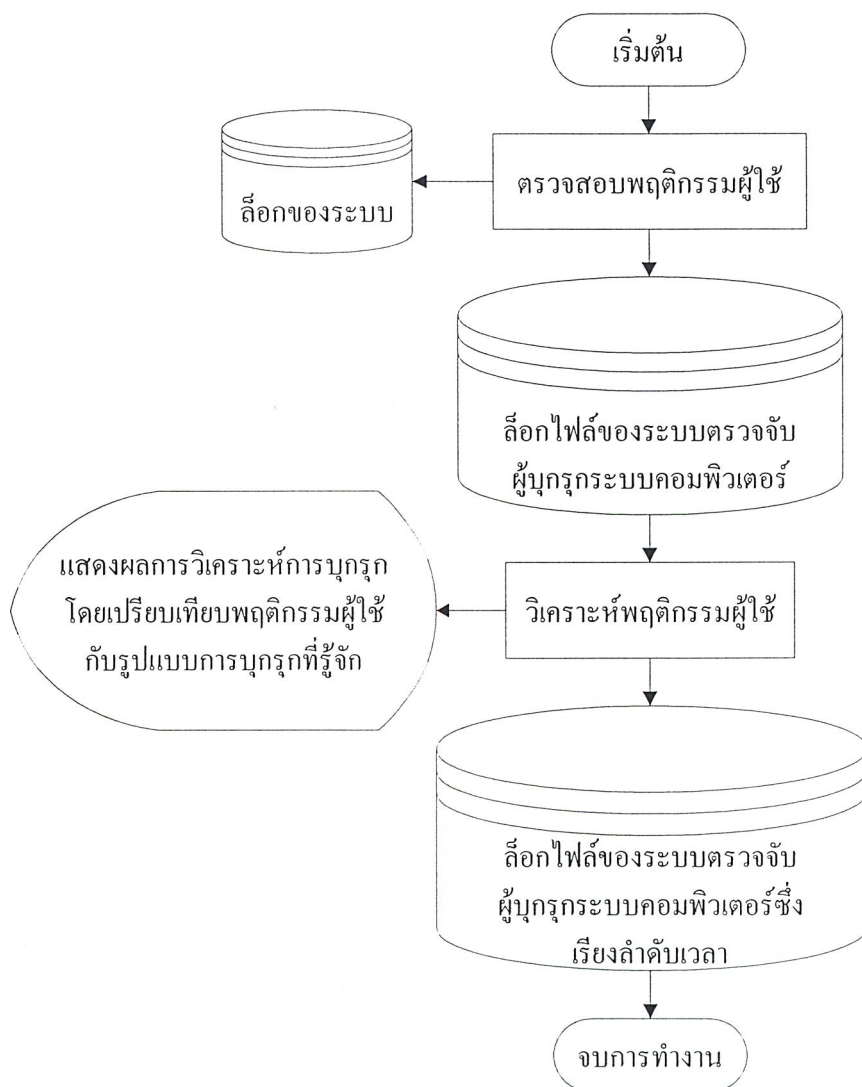 เริ่มต้น
ตรวจสอบพฤติกรรมผู้ใช้
ล็อกของระบบ
ล็อกไฟล์ของระบบตรวจจับ
ผู้บุกรุกระบบคอมพิวเตอร์
แสดงผลการวิเคราะห์การบุกรุก
โดยเปรียบเทียบพฤติกรรมผู้ใช้
กับรูปแบบการบุกรุกที่รู้จัก
วิเคราะห์พฤติกรรมผู้ใช้
ล็อกไฟล์ของระบบตรวจจับ
ผู้บุกรุกระบบคอมพิวเตอร์ซึ่ง
เรียงลำดับเวลา
จบการทำงาน